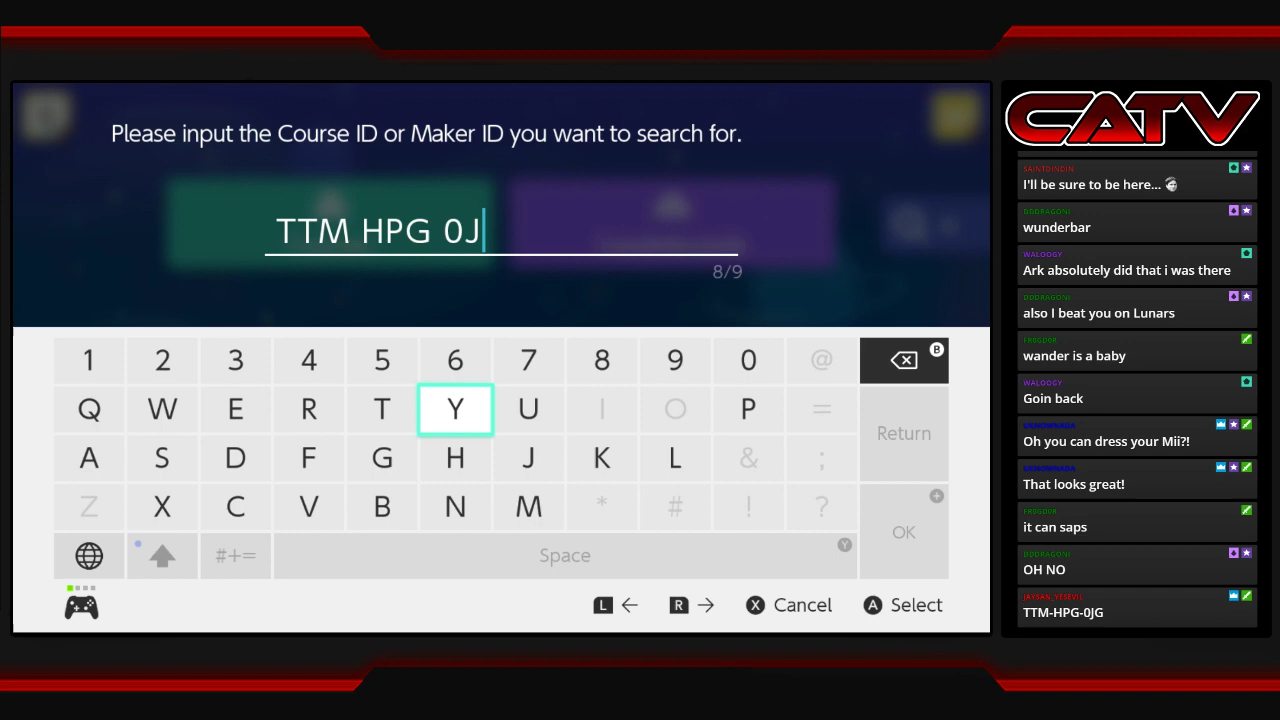 Please input the Course ID or Maker ID you want to search for.
TTM HPG 0J
8/9
1 2 3 4 5 6 7 8 9 0 @ B
Q W E R T Y U I O P =
Return
A S D F G H J K L & ;
Z X C V B N M * # ! ?
OK
#+= Space Y
L ← R → X Cancel A Select
CATV
SAINTDINDIN
I'll be sure to be here...
DDDRAGONI
wunderbar
WALOOGY
Ark absolutely did that i was there
DDDRAGONI
also I beat you on Lunars
wander is a baby
WALOOGY
Goin back
Oh you can dress your Mii?!
That looks great!
it can saps
DDDRAGONI
OH NO
JAYSAN_YESEVIL
TTM-HPG-0JG